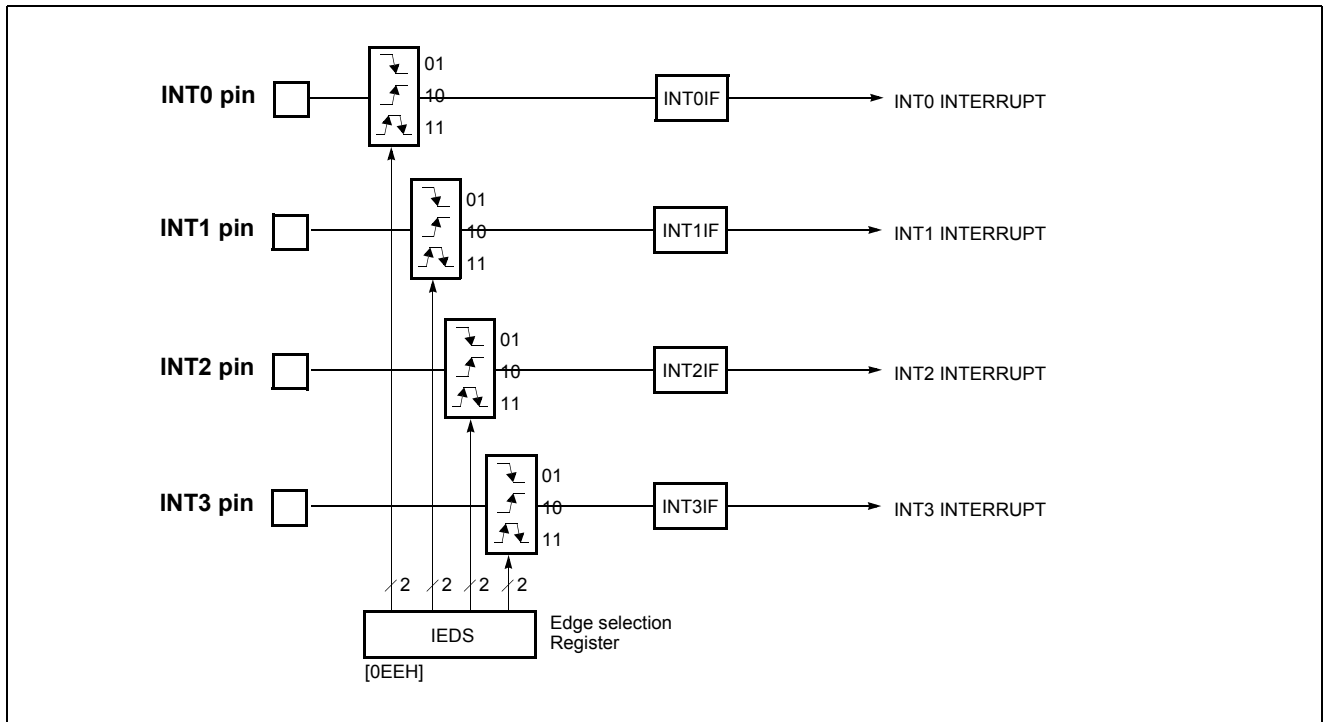 01
INT0 pin
10
INT0IF
INT0 INTERRUPT
11
01
INT1 pin
10
INT1IF
INT1 INTERRUPT
11
01
INT2 pin
10
INT2IF
INT2 INTERRUPT
11
01
INT3 pin
10
INT3IF
INT3 INTERRUPT
11
2 2 2 2
IEDS
Edge selection
Register
[0EEH]